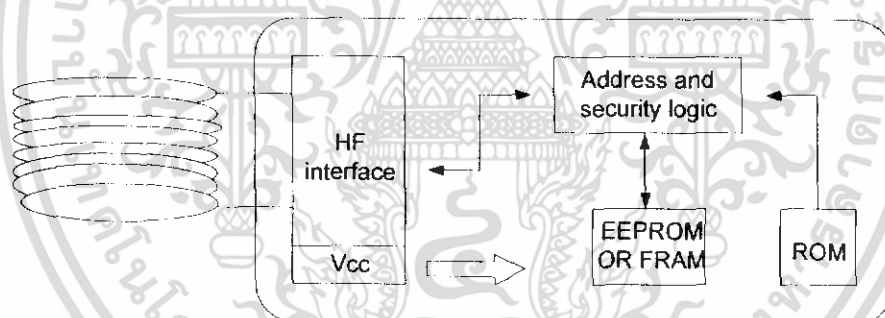 Address and
security logic
HF
interface
Vcc
EEPROM
OR FRAM
ROM